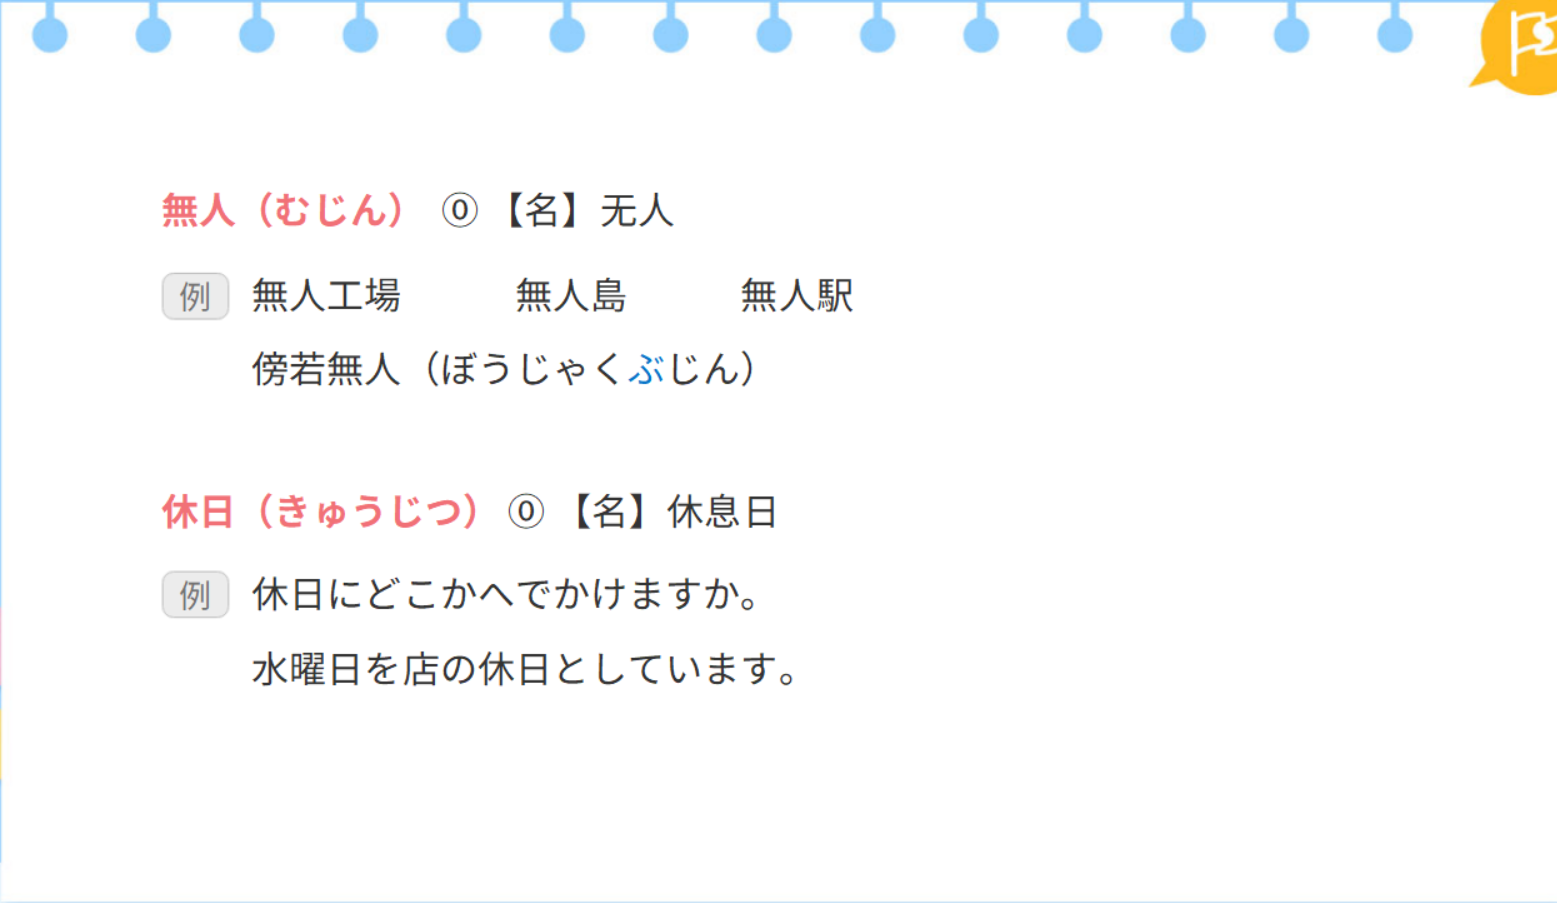 無人（むじん） ⓪ 【名】无人
例 無人工場 無人島 無人駅
傍若無人（ぼうじゃくぶじん）
休日（きゅうじつ） ⓪ 【名】休息日
例 休日にどこかへでかけますか。
水曜日を店の休日としています。